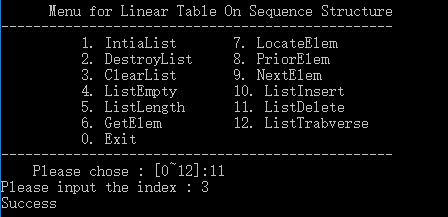 Menu for Linear Table On Sequence Structure
-------------------------------------------------
1. IntiaList 7. LocateElem
2. DestroyList 8. PriorElem
3. ClearList 9. NextElem
4. ListEmpty 10. ListInsert
5. ListLength 11. ListDelete
6. GetElem 12. ListTrabverse
0. Exit
-------------------------------------------------
Please chose : [0~12]:11
Please input the index : 3
Success